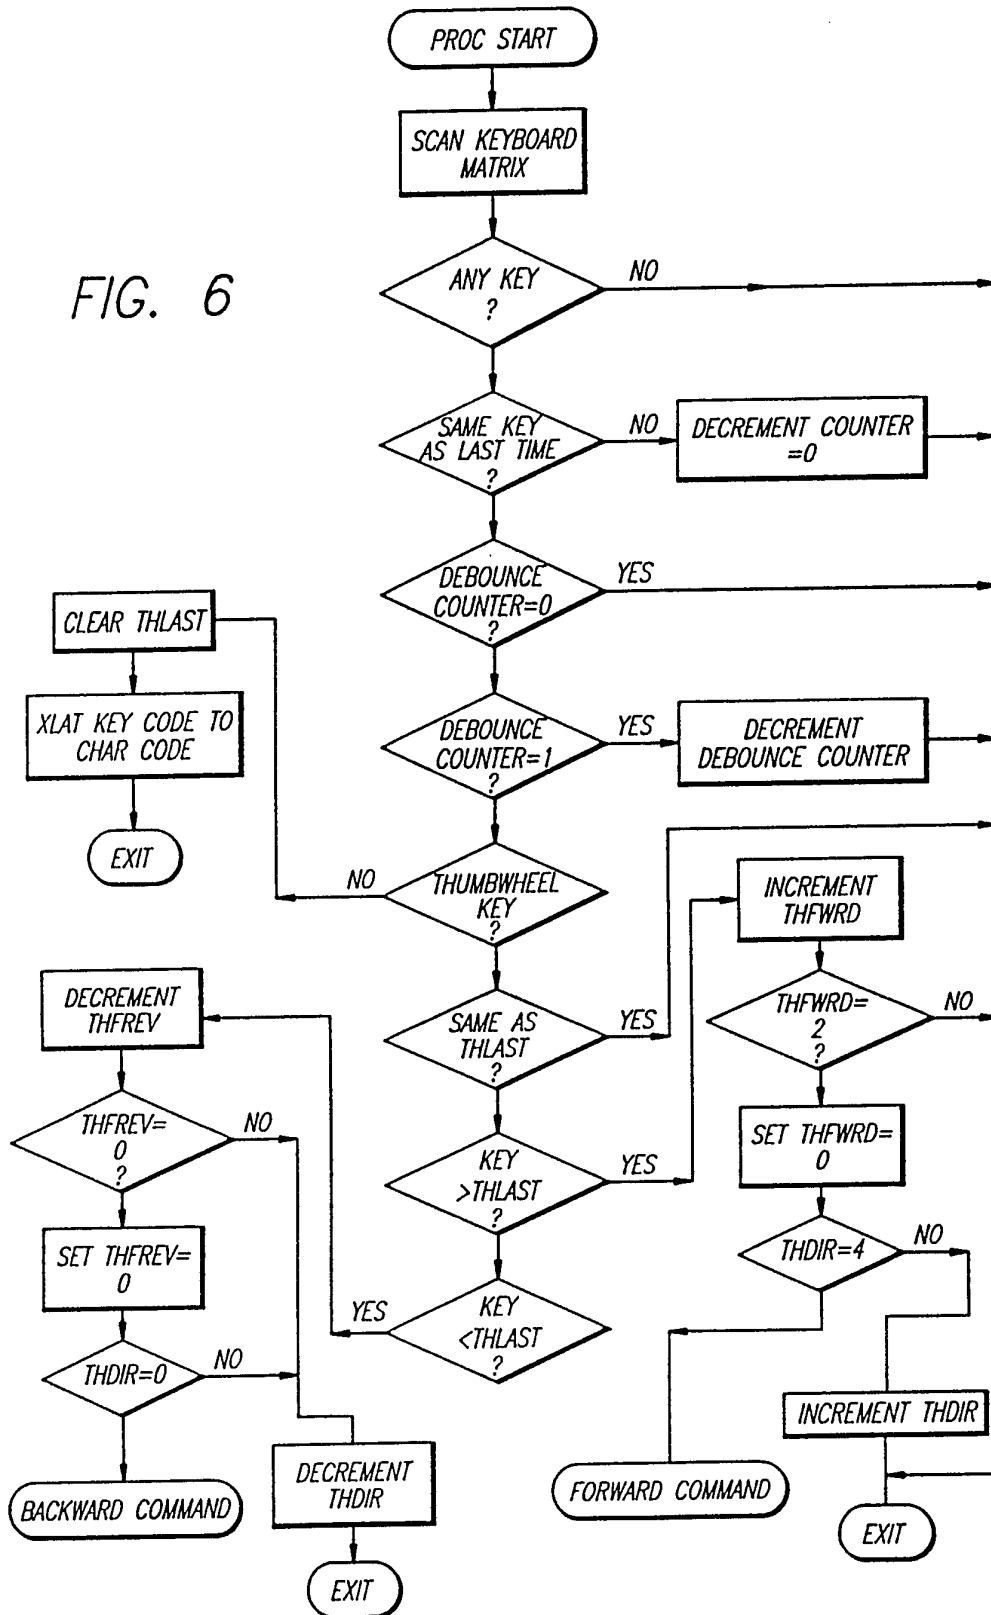 PROC START
SCAN KEYBOARD
MATRIX
FIG. 6
ANY KEY
?
NO
SAME KEY
AS LAST TIME
?
NO
DECREMENT COUNTER
=0
DEBOUNCE
COUNTER=0
?
YES
CLEAR THLAST
XLAT KEY CODE TO
CHAR CODE
EXIT
DEBOUNCE
COUNTER=1
?
YES
DECREMENT
DEBOUNCE COUNTER
THUMBWHEEL
KEY
?
NO
INCREMENT
THFWRD
THFWRD=
2
?
NO
SET THFWRD=
0
THDIR=4
NO
INCREMENT THDIR
EXIT
FORWARD COMMAND
SAME AS
THLAST
?
YES
KEY
>THLAST
?
YES
KEY
<THLAST
?
YES
DECREMENT
THFREV
THFREV=
0
?
NO
SET THFREV=
0
THDIR=0
NO
BACKWARD COMMAND
DECREMENT
THDIR
EXIT